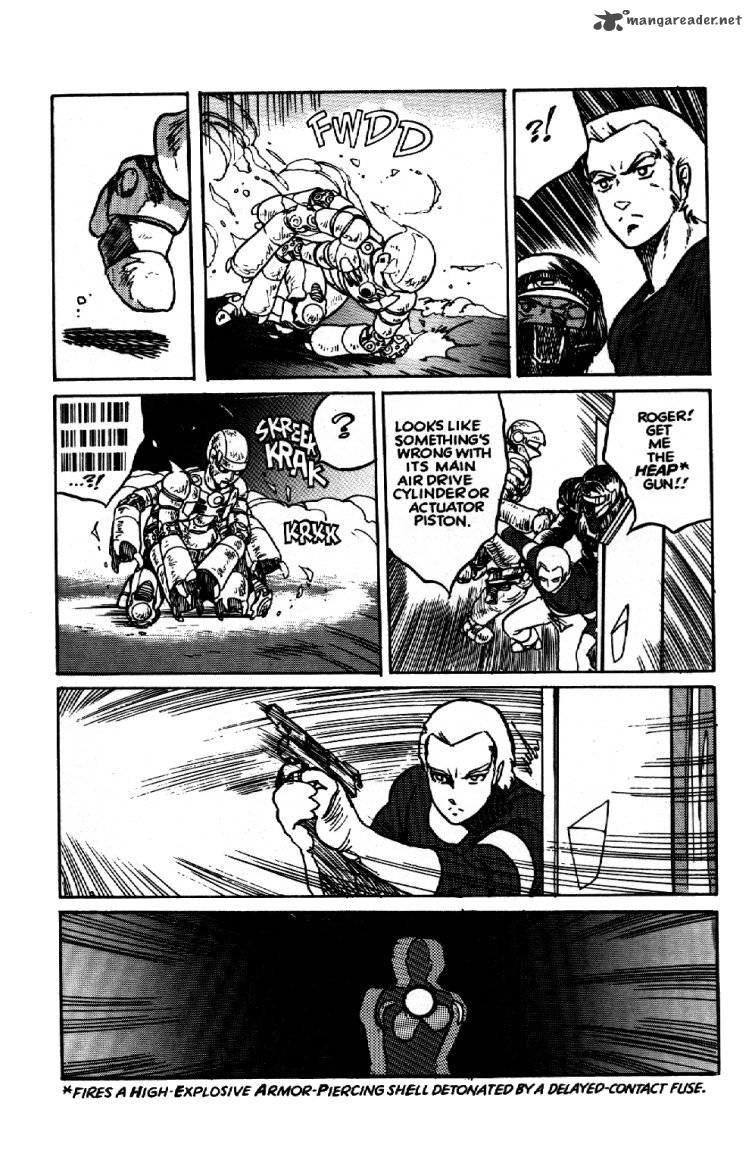 mangareader.net
FWDD
?!
...?!
SKREEK
KRAK
?
KRKK
LOOKS LIKE
SOMETHING'S
WRONG WITH
ITS MAIN
AIR DRIVE
CYLINDER OR
ACTUATOR
PISTON.
ROGER!
GET
ME
THE
HEAP*
GUN!!
*FIRES A HIGH-EXPLOSIVE ARMOR-PIERCING SHELL DETONATED BY A DELAYED-CONTACT FUSE.